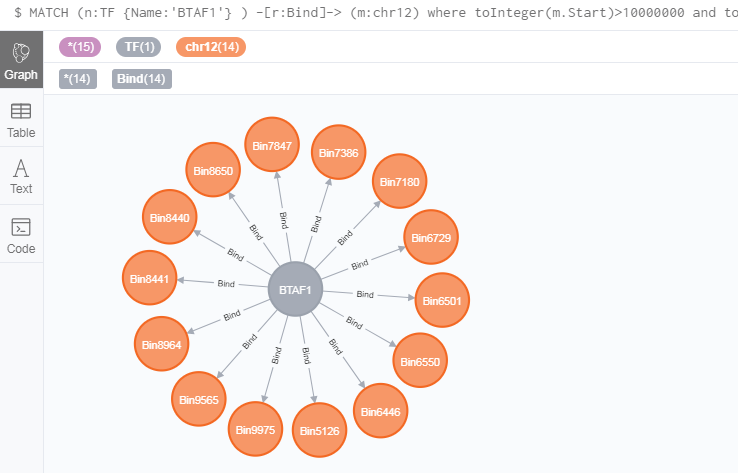 $ MATCH (n:TF {Name:'BTAF1'} ) -[r:Bind]-> (m:chr12) where toInteger(m.Start)>10000000 and to
*(15) TF(1) chr12(14)
*(14) Bind(14)
Graph
Table
Text
Code
Bin7847
Bin7386
Bin8650
Bin7180
Bin8440
Bin6729
Bin8441
BTAF1
Bin6501
Bin8964
Bin6550
Bin9565
Bin6446
Bin9975
Bin5126
Bind
Bind
Bind
Bind
Bind
Bind
Bind
Bind
Bind
Bind
Bind
Bind
Bind
Bind